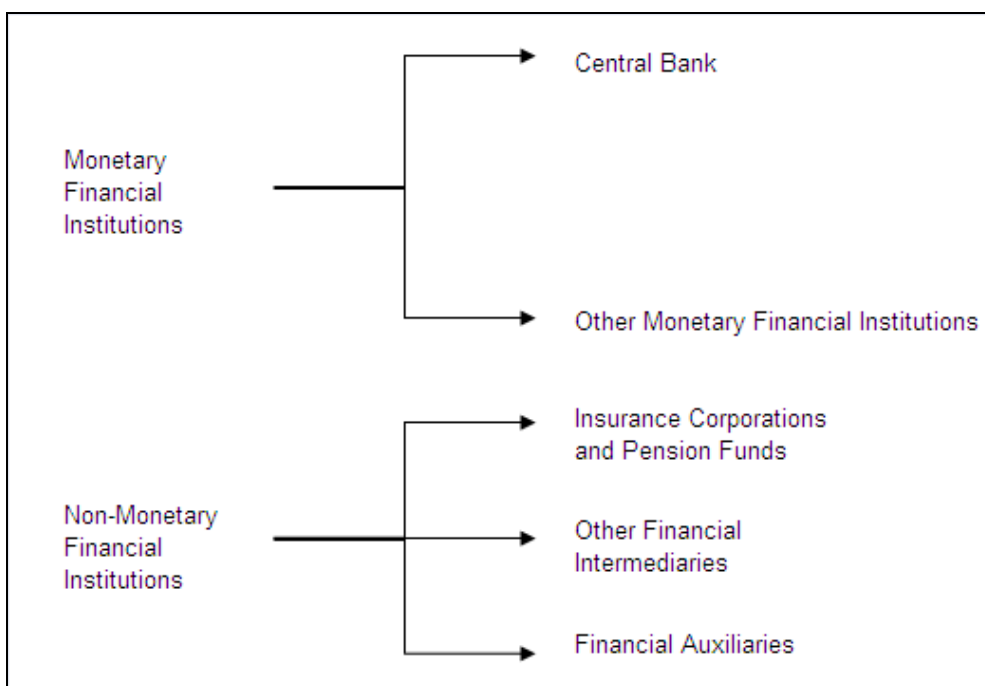 Monetary
Financial
Institutions
Central Bank
Other Monetary Financial Institutions
Non-Monetary
Financial
Institutions
Insurance Corporations
and Pension Funds
Other Financial
Intermediaries
Financial Auxiliaries